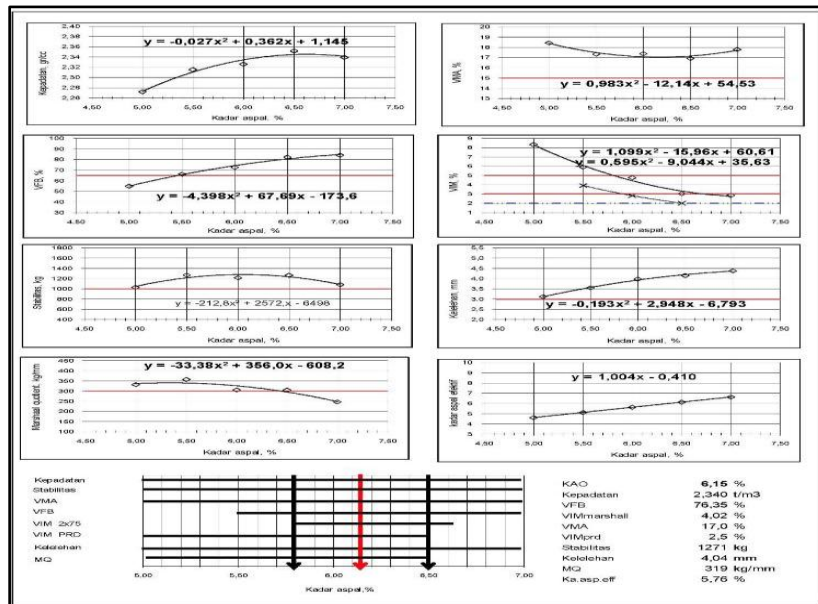 2,40
2,38
2,36
2,34
2,32
2,30
2,28
2,26
Kepadatan, gr/cc
y = -0,027x² + 0,362x + 1,145
4,50 5,00 5,50 6,00 6,50 7,00 7,50
Kadar aspal, %
20
19
18
17
16
15
14
13
VMA, %
y = 0,983x² - 12,14x + 54,53
4,50 5,00 5,50 6,00 6,50 7,00 7,50
Kadar aspal, %
100
90
80
70
60
50
40
30
VFB, %
y = -4,398x² + 67,69x - 173,6
4,50 5,00 5,50 6,00 6,50 7,00 7,50
Kadar aspal, %
9
8
7
6
5
4
3
2
1
VIM, %
y = 1,099x² - 15,96x + 60,61
y = 0,595x² - 9,044x + 35,63
4,50 5,00 5,50 6,00 6,50 7,00 7,50
Kadar aspal, %
1800
1600
1400
1200
1000
800
600
400
Stabilitas, kg
y = -212,8x² + 2572,x - 6498
4,50 5,00 5,50 6,00 6,50 7,00 7,50
Kadar aspal, %
5,5
5,0
4,5
4,0
3,5
3,0
2,5
2,0
Kelelehan, mm
y = -0,193x² + 2,948x - 6,793
4,50 5,00 5,50 6,00 6,50 7,00 7,50
Kadar aspal, %
450
400
350
300
250
200
150
100
Marshaal quotient, kg/mm
y = -33,38x² + 356,0x - 608,2
4,50 5,00 5,50 6,00 6,50 7,00 7,50
Kadar aspal, %
10
9
8
7
6
5
4
3
kadar aspal efektif
y = 1,004x - 0,410
4,50 5,00 5,50 6,00 6,50 7,00 7,50
Kadar aspal, %
Kepadatan
Stabilitas
VMA
VFB
VIM 2x75
VIM PRD
Kelelehan
MQ
5,00 5,50 6,00 6,50 7,00
Kadar aspal,%
KAO 6,15 %
Kepadatan 2,340 t/m3
VFB 76,35 %
VIMmarshall 4,02 %
VMA 17,0 %
VIMprd 2,5 %
Stabilitas 1271 kg
Kelelehan 4,04 mm
MQ 319 kg/mm
Ka.asp.eff 5,76 %